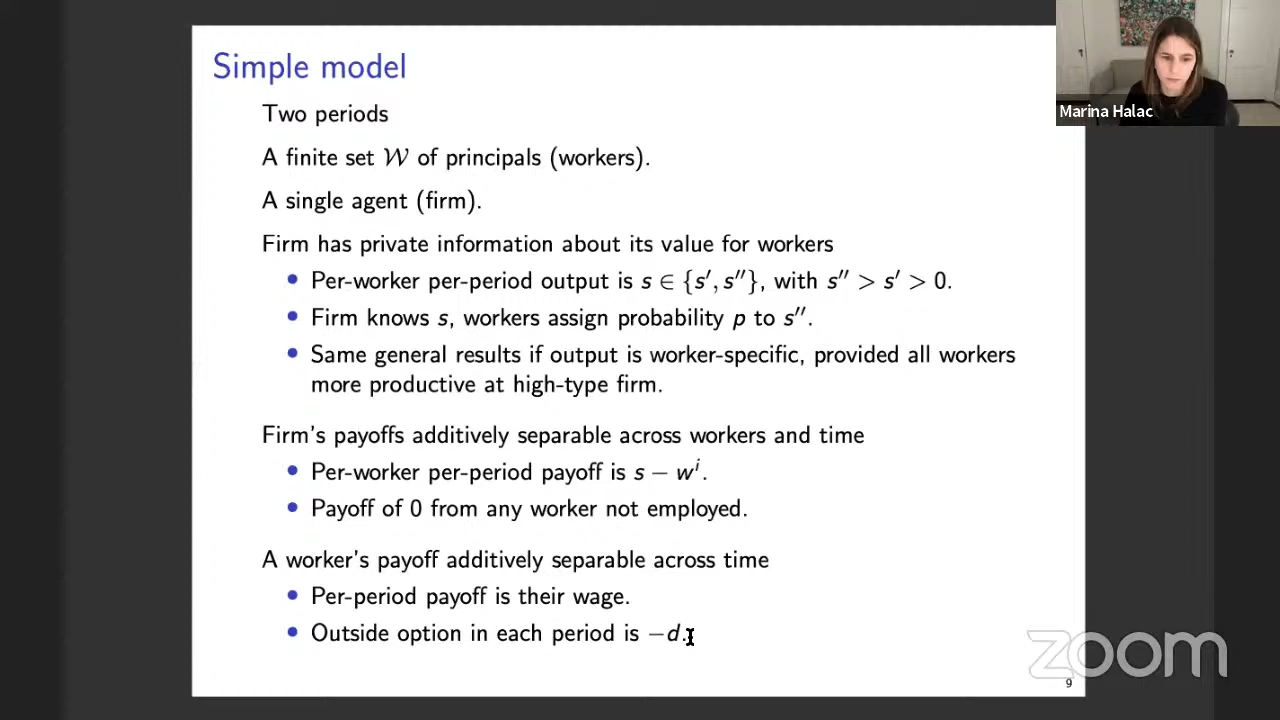 Simple model
Marina Halac
Two periods
A finite set 𝒲 of principals (workers).
A single agent (firm).
Firm has private information about its value for workers
• Per-worker per-period output is s ∈ {s′, s″}, with s″ > s′ > 0.
• Firm knows s, workers assign probability p to s″.
• Same general results if output is worker-specific, provided all workers
more productive at high-type firm.
Firm's payoffs additively separable across workers and time
• Per-worker per-period payoff is s − wⁱ.
• Payoff of 0 from any worker not employed.
A worker's payoff additively separable across time
• Per-period payoff is their wage.
• Outside option in each period is −d.
zoom
9